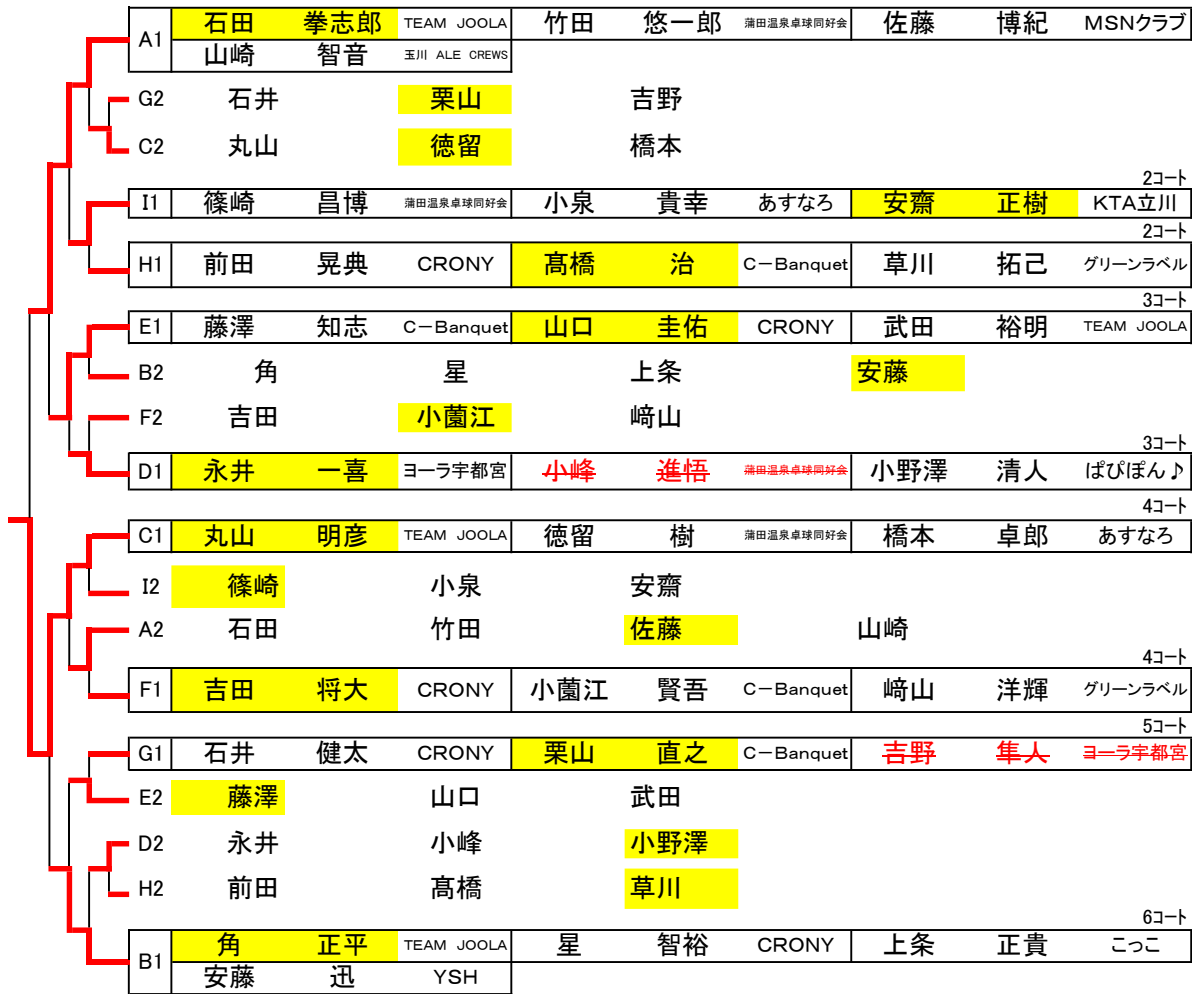 A1 石田 拳志郎 TEAM JOOLA 竹田 悠一郎 蒲田温泉卓球同好会 佐藤 博紀 MSNクラブ
山崎 智音 玉川 ALE CREWS
G2 石井 栗山 吉野
C2 丸山 徳留 橋本
2コート
I1 篠崎 昌博 蒲田温泉卓球同好会 小泉 貴幸 あすなろ 安齋 正樹 KTA立川
2コート
H1 前田 晃典 CRONY 髙橋 治 C－Banquet 草川 拓己 グリーンラベル
3コート
E1 藤澤 知志 C－Banquet 山口 圭佑 CRONY 武田 裕明 TEAM JOOLA
B2 角 星 上条 安藤
F2 吉田 小薗江 﨑山
3コート
D1 永井 一喜 ヨーラ宇都宮 小峰 進悟 蒲田温泉卓球同好会 小野澤 清人 ぱぴぽん♪
4コート
C1 丸山 明彦 TEAM JOOLA 徳留 樹 蒲田温泉卓球同好会 橋本 卓郎 あすなろ
I2 篠崎 小泉 安齋
A2 石田 竹田 佐藤 山崎
4コート
F1 吉田 将大 CRONY 小薗江 賢吾 C－Banquet 﨑山 洋輝 グリーンラベル
5コート
G1 石井 健太 CRONY 栗山 直之 C－Banquet 吉野 隼人 ヨーラ宇都宮
E2 藤澤 山口 武田
D2 永井 小峰 小野澤
H2 前田 髙橋 草川
6コート
B1 角 正平 TEAM JOOLA 星 智裕 CRONY 上条 正貴 こっこ
安藤 迅 YSH